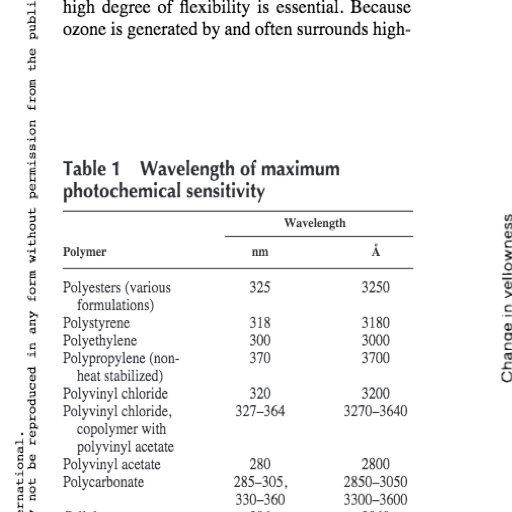 high degree of flexibility is essential. Because
ozone is generated by and often surrounds high-
Table 1 Wavelength of maximum
photochemical sensitivity
Wavelength
Polymer nm Å
Polyesters (various 325 3250
formulations)
Polystyrene 318 3180
Polyethylene 300 3000
Polypropylene (non- 370 3700
heat stabilized)
Polyvinyl chloride 320 3200
Polyvinyl chloride, 327–364 3270–3640
copolymer with
polyvinyl acetate
Polyvinyl acetate 280 2800
Polycarbonate 285–305, 2850–3050
330–360 3300–3600
not be reproduced in any form without permission from the publi
ernational.
Change in yellowness